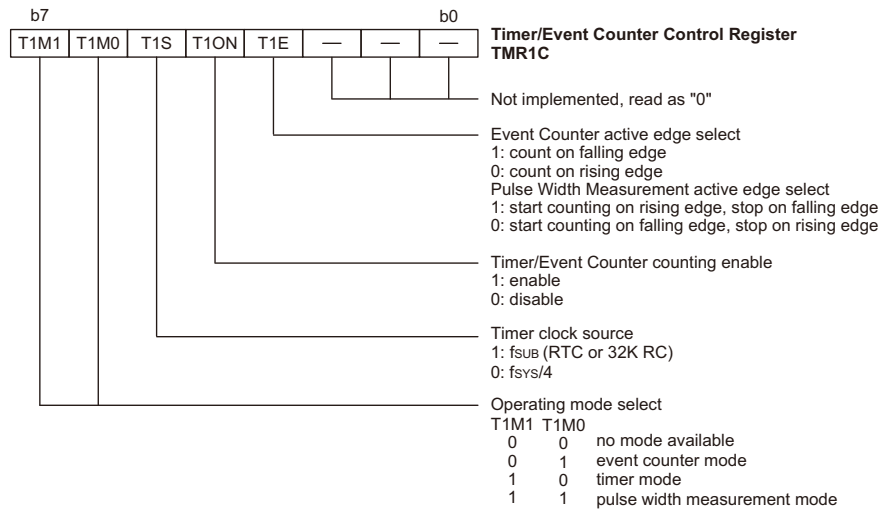 b7 b0
T1M1 T1M0 T1S T1ON T1E — — —
Timer/Event Counter Control Register
TMR1C
Not implemented, read as "0"
Event Counter active edge select
1: count on falling edge
0: count on rising edge
Pulse Width Measurement active edge select
1: start counting on rising edge, stop on falling edge
0: start counting on falling edge, stop on rising edge
Timer/Event Counter counting enable
1: enable
0: disable
Timer clock source
1: fSUB (RTC or 32K RC)
0: fSYS/4
Operating mode select
T1M1 T1M0
0 0 no mode available
0 1 event counter mode
1 0 timer mode
1 1 pulse width measurement mode